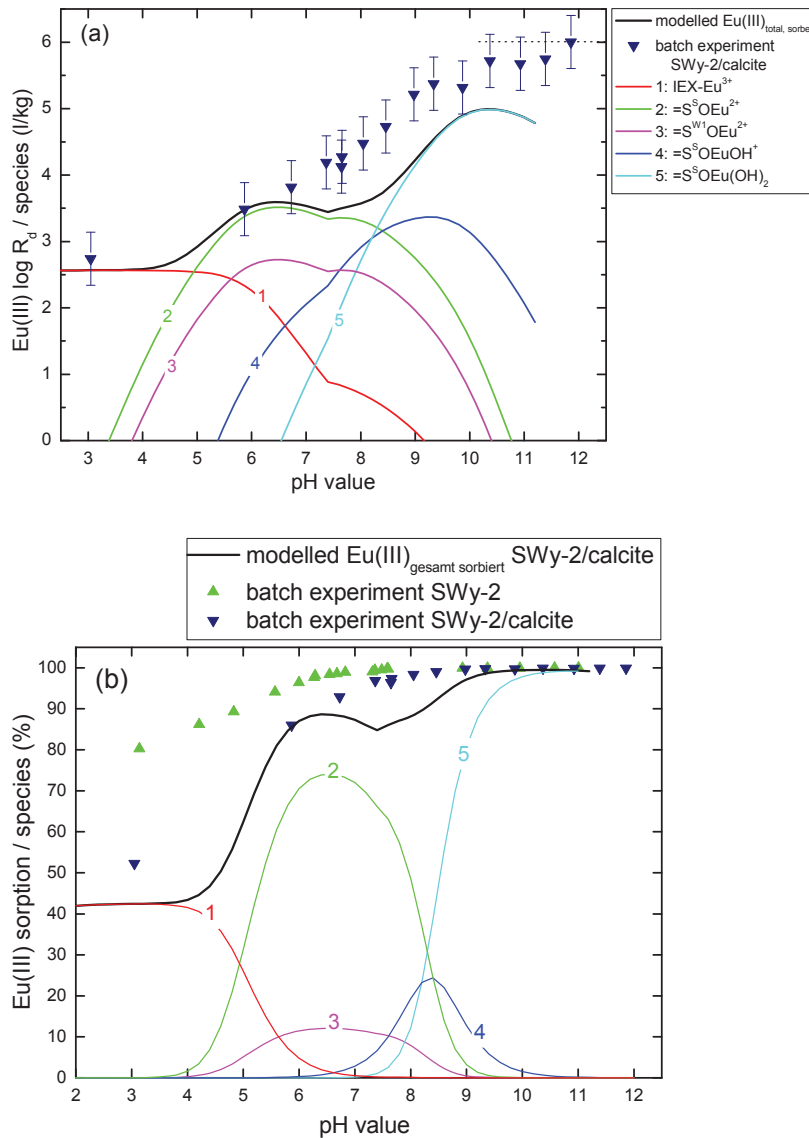 (a)
Eu(III) log R_d / species (l/kg)
6
5
4
3
2
1
0
1
2
3
4
5
3 4 5 6 7 8 9 10 11 12
pH value
modelled Eu(III)total, sorbe
batch experiment
SWy-2/calcite
1: IEX-Eu³⁺
2: =SˢOEu²⁺
3: =Sᵂ¹OEu²⁺
4: =SˢOEuOH⁺
5: =SˢOEu(OH)₂
modelled Eu(III)gesamt sorbiert SWy-2/calcite
batch experiment SWy-2
batch experiment SWy-2/calcite
(b)
Eu(III) sorption / species (%)
100
90
80
70
60
50
40
30
20
10
0
1
2
3
4
5
2 3 4 5 6 7 8 9 10 11 12
pH value